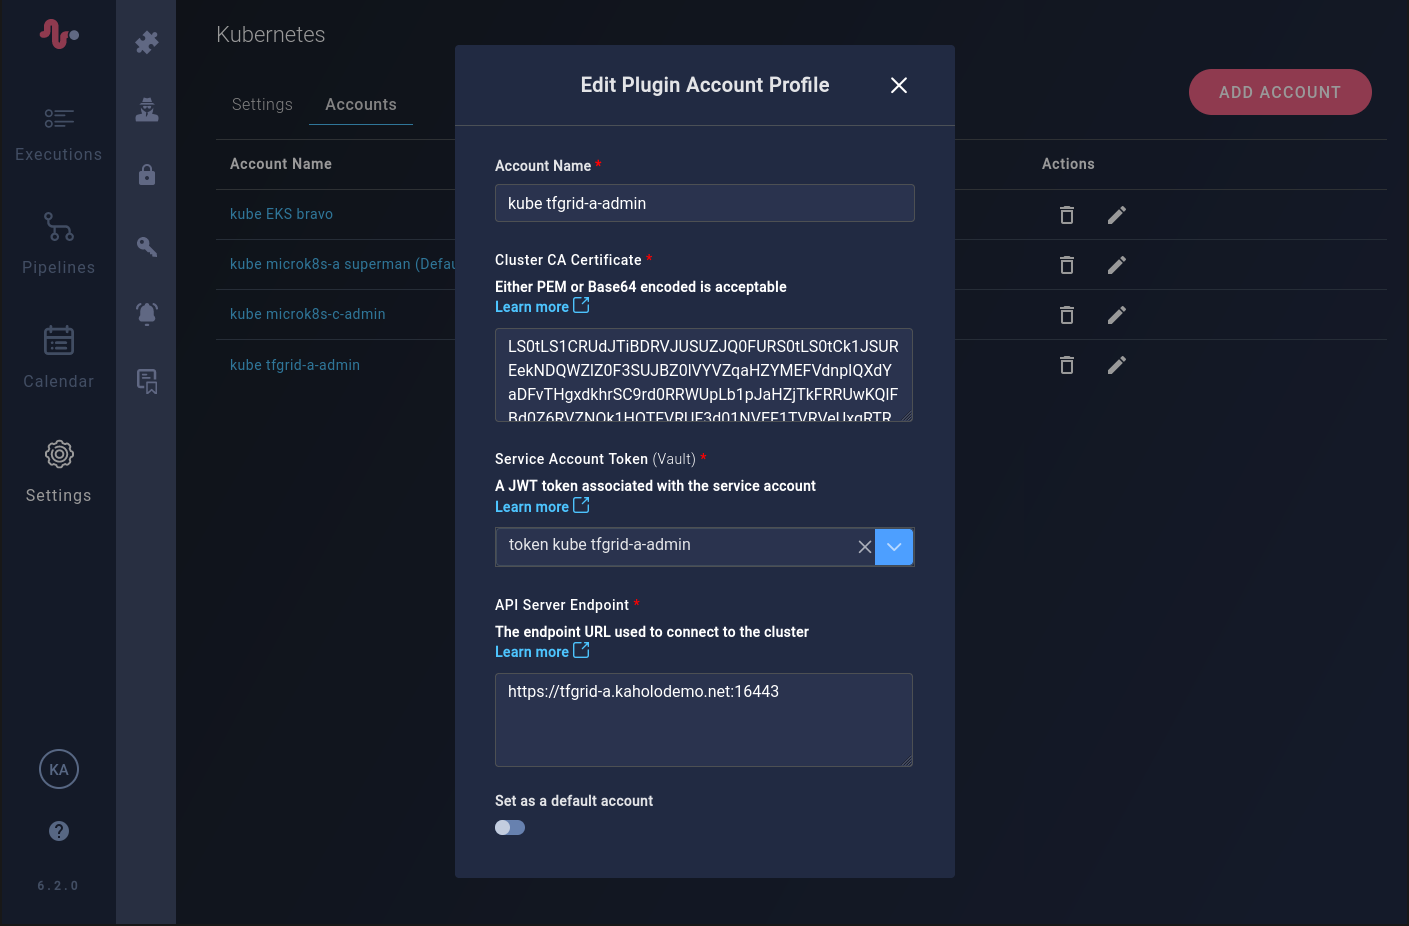 Kubernetes
Edit Plugin Account Profile
Settings
Accounts
ADD ACCOUNT
Executions
Account Name
Actions
Account Name *
kube tfgrid-a-admin
kube EKS bravo
kube microk8s-a superman (Defau
kube microk8s-c-admin
kube tfgrid-a-admin
Pipelines
Calendar
Settings
Cluster CA Certificate *
Either PEM or Base64 encoded is acceptable
Learn more
LS0tLS1CRUdJTiBDRVJUSUZJQ0FURS0tLS0tCk1JSUR
EekNDQWZlZ0F3SUJBZ0lVYVZqaHZYMEFVdnplQXdY
aDFvTHgxdkhrSC9rd0RRWUpLb1pJaHZjTkFRRUwKQlF
Service Account Token (Vault) *
A JWT token associated with the service account
Learn more
token kube tfgrid-a-admin
API Server Endpoint *
The endpoint URL used to connect to the cluster
Learn more
https://tfgrid-a.kaholodemo.net:16443
Set as a default account
KA
6.2.0